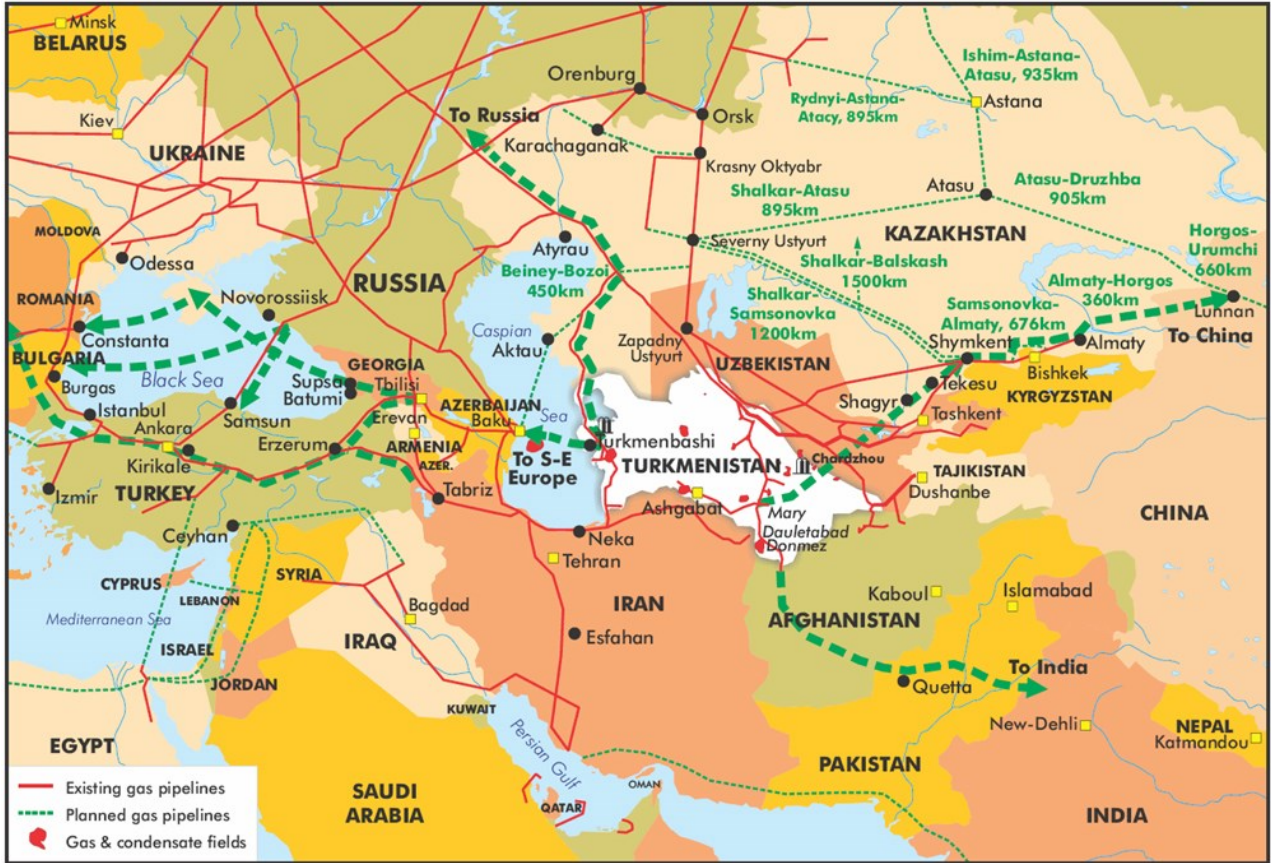 Minsk
BELARUS
Kiev
UKRAINE
MOLDOVA
Odessa
ROMANIA
Constanta
BULGARIA
Burgas
Black Sea
Istanbul
Ankara
Kirikale
Izmir
TURKEY
Samsun
Ceyhan
Erzerum
Novorossiisk
RUSSIA
To Russia
Orenburg
Karachaganak
Orsk
Krasny Oktyabr
Rydnyi-Astana-
Atacy, 895km
Ishim-Astana-
Atasu, 935km
Astana
Atasu
Atasu-Druzhba
905km
Shalkar-Atasu
895km
KAZAKHSTAN
Severny Ustyurt
Shalkar-Balskash
1500km
Horgos-
Urumchi
660km
Almaty-Horgos
360km
Samsonovka-
Almaty, 676km
Shalkar-
Samsonovka
1200km
Beiney-Bozoi
450km
Atyrau
Caspian
Sea
Aktau
Zapadny
Ustyurt
UZBEKISTAN
Shymkent
Almaty
Luhnan
To China
Bishkek
KYRGYZSTAN
Tekesu
Shagyr
Tashkent
GEORGIA
Tbilisi
Supsa
Batumi
Erevan
ARMENIA
AZER.
AZERBAIJAN
Baku
To S-E
Europe
Turkmenbashi
TURKMENISTAN
Chardzhou
Ashgabat
Mary
Dauletabad
Donmez
TAJIKISTAN
Dushanbe
CHINA
Tabriz
Neka
Tehran
IRAN
Esfahan
CYPRUS
SYRIA
LEBANON
Mediterranean Sea
ISRAEL
JORDAN
Bagdad
IRAQ
KUWAIT
Persian Gulf
QATAR
OMAN
EGYPT
SAUDI
ARABIA
Kaboul
AFGHANISTAN
Islamabad
Quetta
To India
New-Dehli
PAKISTAN
NEPAL
Katmandou
INDIA
Existing gas pipelines
Planned gas pipelines
Gas & condensate fields